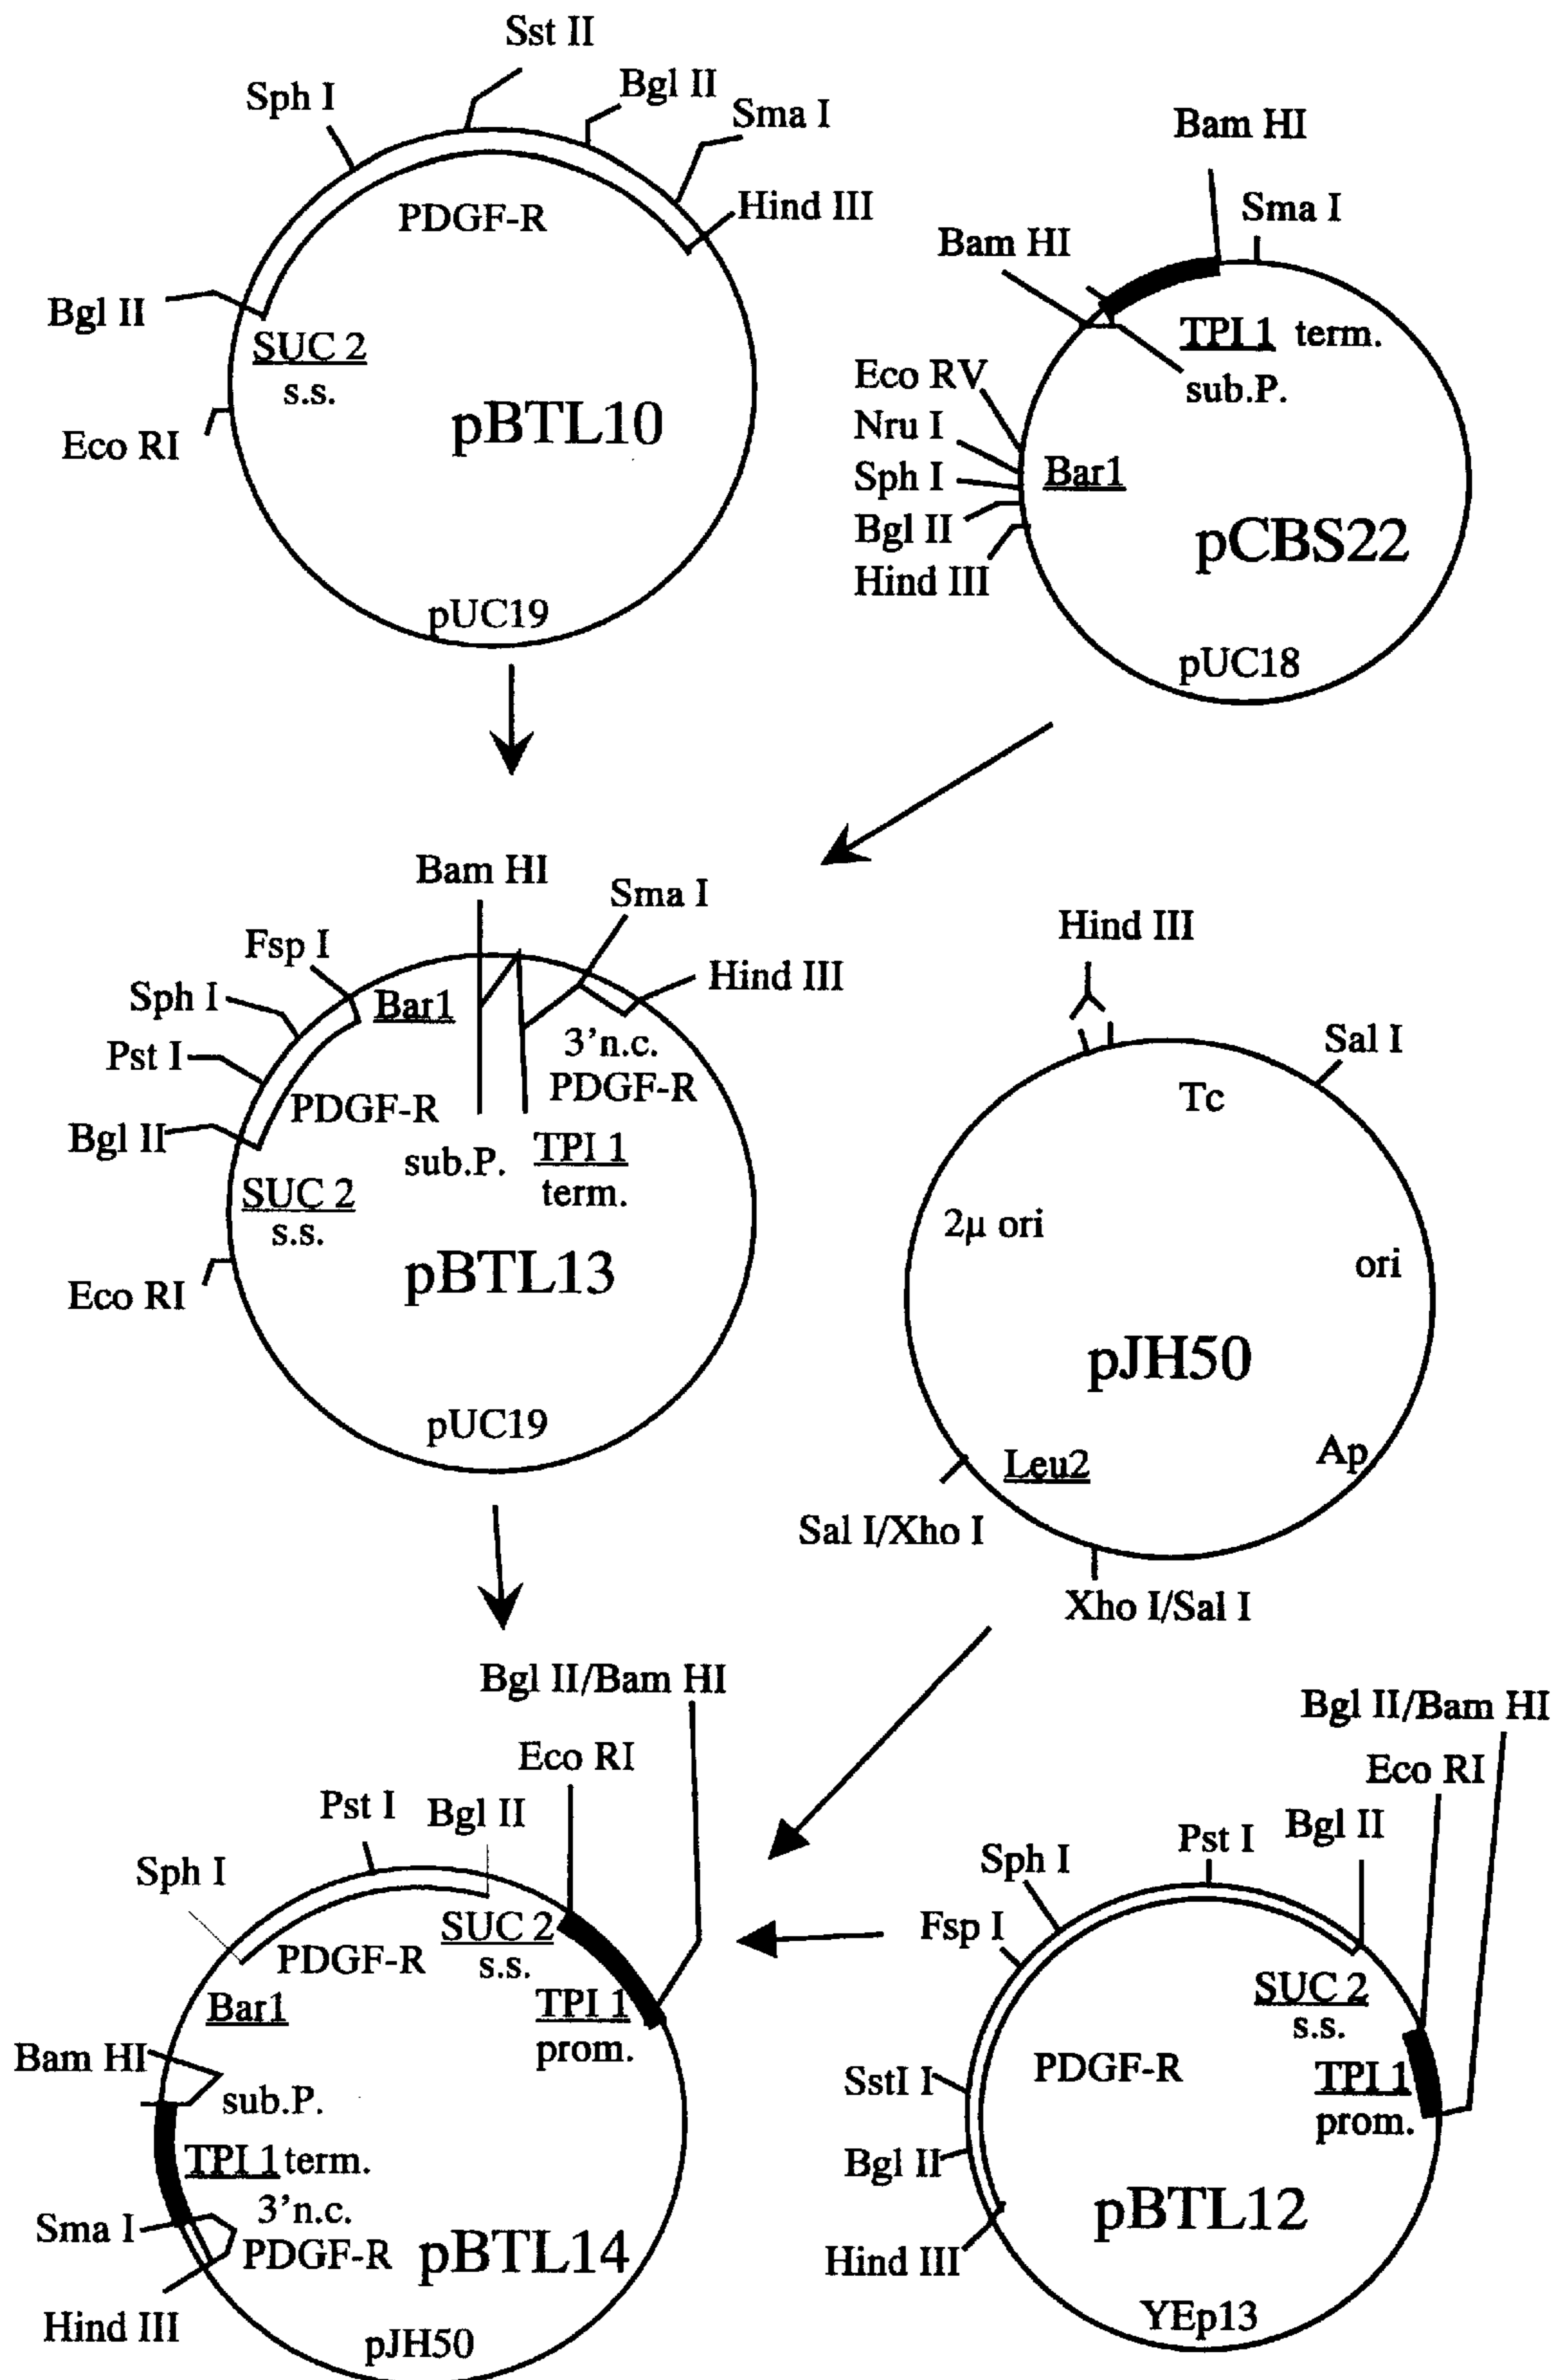 Sst II
Sph I
Bgl II
Sma I
Hind III
PDGF-R
Bgl II
SUC 2
s.s.
Eco RI
pBTL10
pUC19
Bam HI
Sma I
Bam HI
TPI 1 term.
sub.P.
Eco RV
Nru I
Sph I
Bgl II
Hind III
Bar1
pCBS22
pUC18
Bam HI
Sma I
Fsp I
Hind III
Sph I
Bar1
Pst I
3'n.c.
PDGF-R
PDGF-R
Bgl II
sub.P.
TPI 1
term.
SUC 2
s.s.
Eco RI
pBTL13
pUC19
Hind III
Sal I
Tc
2µ ori
ori
pJH50
Leu2
Ap
Sal I/Xho I
Xho I/Sal I
Bgl II/Bam HI
Eco RI
Pst I
Bgl II
Sph I
SUC 2
s.s.
PDGF-R
Bar1
TPI 1
prom.
Bam HI
sub.P.
TPI 1 term.
3'n.c.
PDGF-R
Sma I
pBTL14
Hind III
pJH50
Bgl II/Bam HI
Eco RI
Bgl II
Pst I
Sph I
Fsp I
SUC 2
s.s.
PDGF-R
TPI 1
prom.
SstI I
Bgl II
pBTL12
Hind III
YEp13